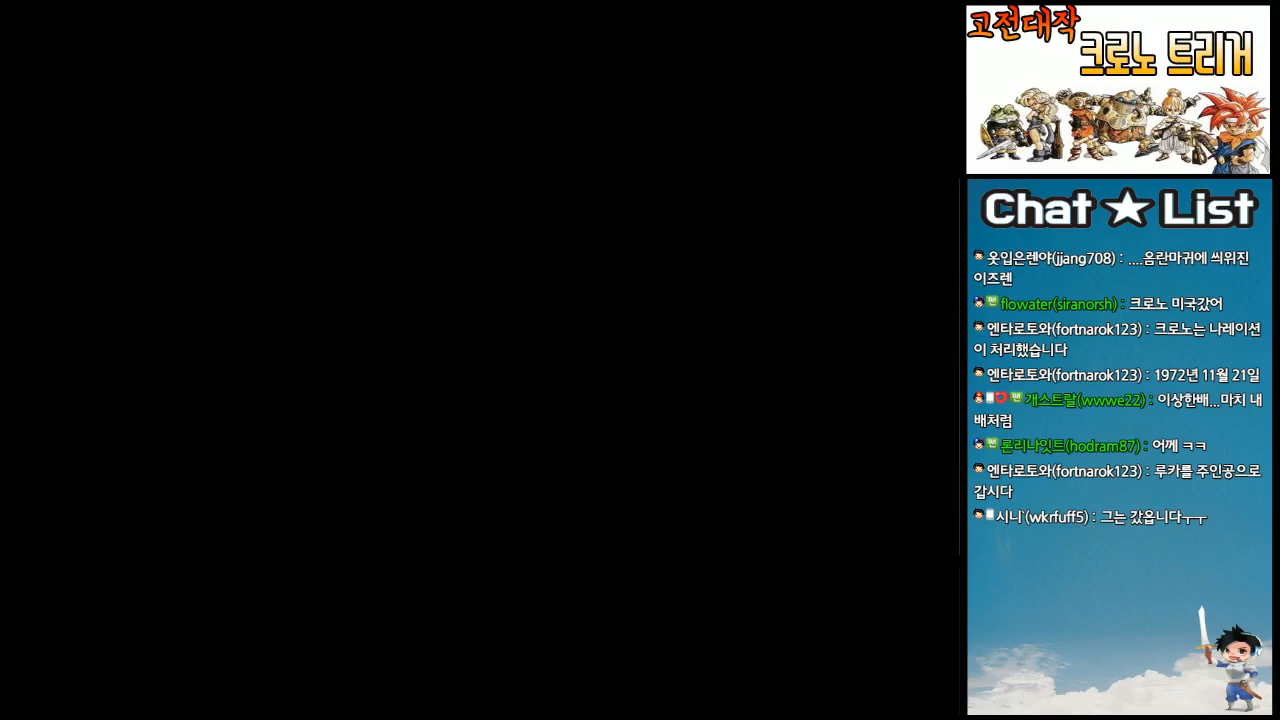 고전대작
크로노 트리거
Chat ★ List
옷입은렌야(jjang708) : ....음란마귀에 씌위진
이즈렌
팬 flowater(siranorsh) : 크로노 미국갔어
엔타로토와(fortnarok123) : 크로노는 나레이션
이 처리했습니다
엔타로토와(fortnarok123) : 1972년 11월 21일
팬 개스트랄(wwwe22) : 이상한배...마치 내
배처럼
팬 론리나잇트(hodram87) : 어께 ㅋㅋ
엔타로토와(fortnarok123) : 루카를 주인공으로
갑시다
시니`(wkrfuff5) : 그는 갔읍니다ㅜㅜ